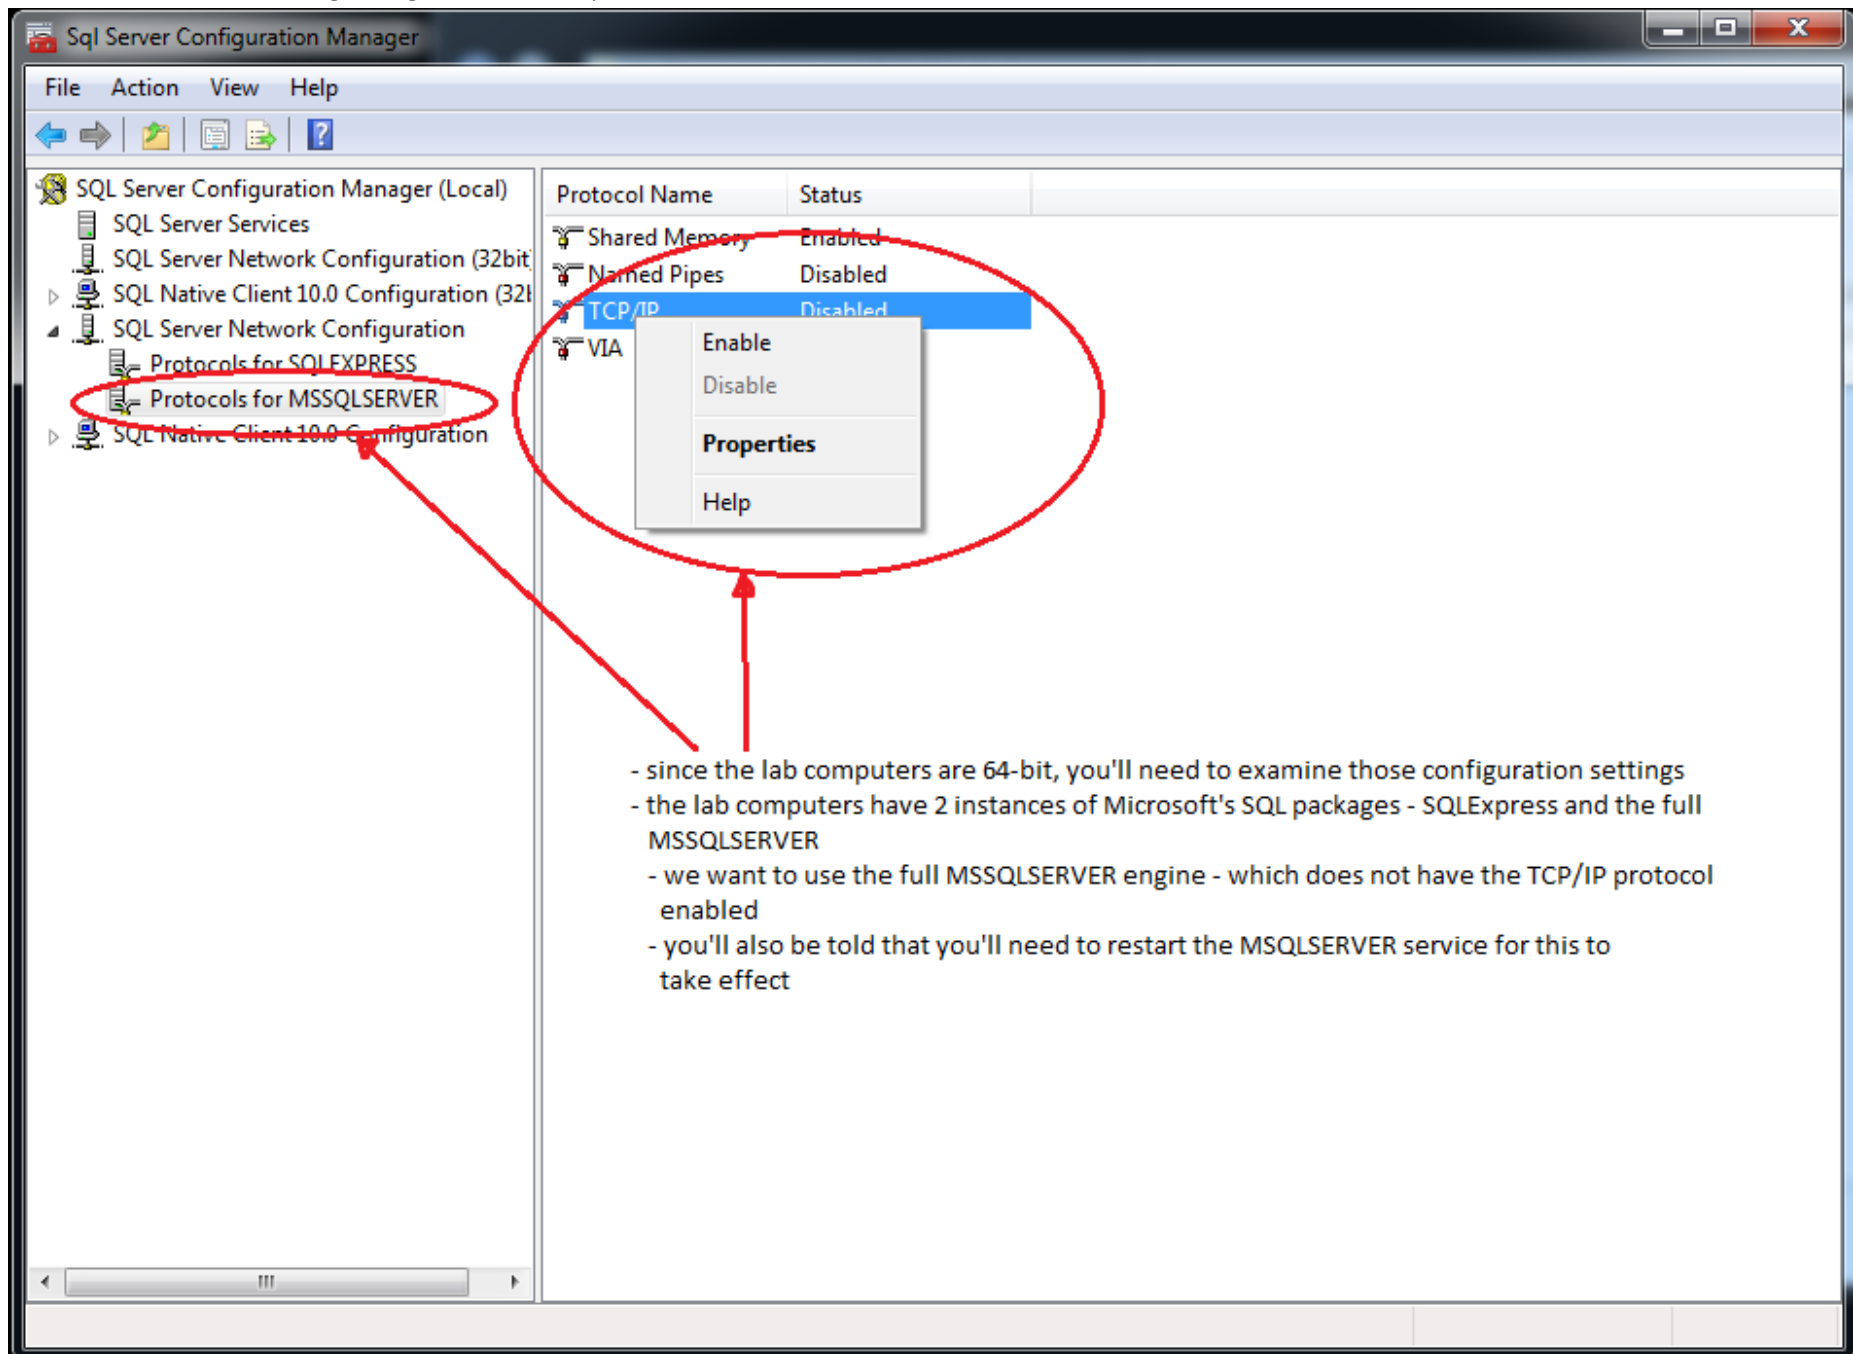 Sql Server Configuration Manager
File Action View Help
SQL Server Configuration Manager (Local)
SQL Server Services
SQL Server Network Configuration (32bit)
SQL Native Client 10.0 Configuration (32b
SQL Server Network Configuration
Protocols for SQLEXPRESS
Protocols for MSSQLSERVER
SQL Native Client 10.0 Configuration
Protocol Name Status
Shared Memory Enabled
Named Pipes Disabled
TCP/IP Disabled
VIA
Enable
Disable
Properties
Help
- since the lab computers are 64-bit, you'll need to examine those configuration settings
- the lab computers have 2 instances of Microsoft's SQL packages - SQLExpress and the full
MSSQLSERVER
- we want to use the full MSSQLSERVER engine - which does not have the TCP/IP protocol
enabled
- you'll also be told that you'll need to restart the MSQLSERVER service for this to
take effect